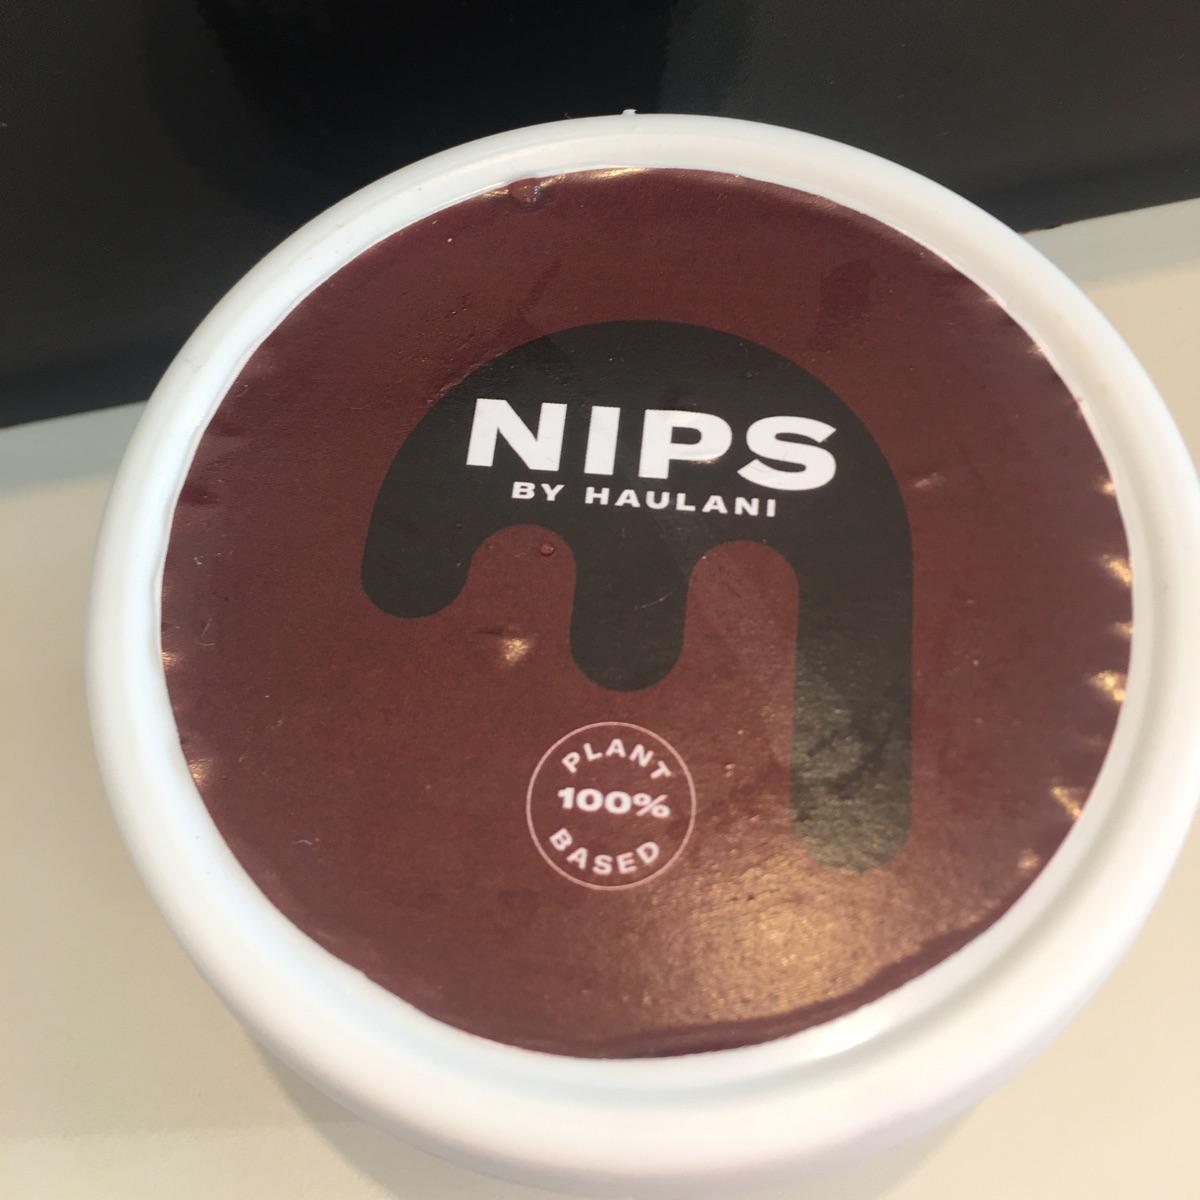 NIPS
BY HAULANI
PLANT
100%
BASED